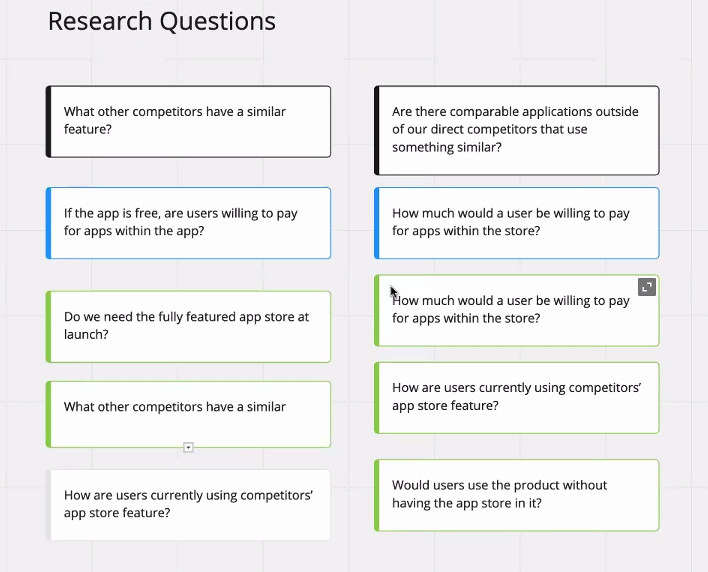 Research Questions
What other competitors have a similar
feature?
Are there comparable applications outside
of our direct competitors that use
something similar?
If the app is free, are users willing to pay
for apps within the app?
How much would a user be willing to pay
for apps within the store?
Do we need the fully featured app store at
launch?
How much would a user be willing to pay
for apps within the store?
What other competitors have a similar
How are users currently using competitors’
app store feature?
How are users currently using competitors’
app store feature?
Would users use the product without
having the app store in it?